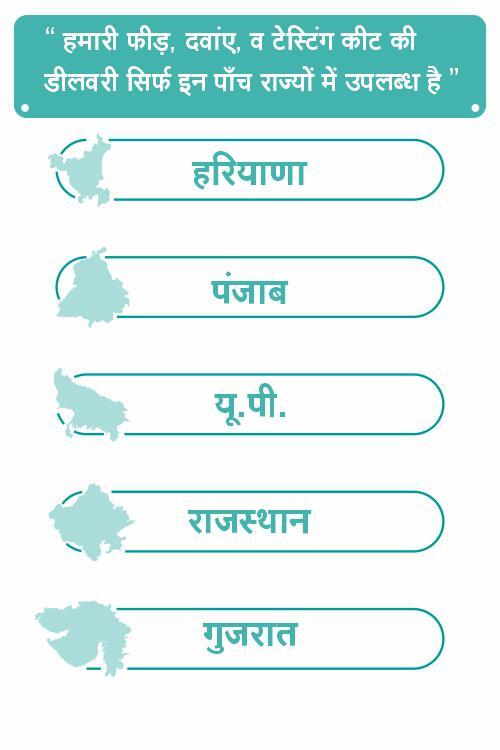 “ हमारी फीड़, दवांए, व टेस्टिंग कीट की
डीलवरी सिर्फ इन पाँच राज्यों में उपलब्ध है ”
हरियाणा
पंजाब
यू.पी.
राजस्थान
गुजरात